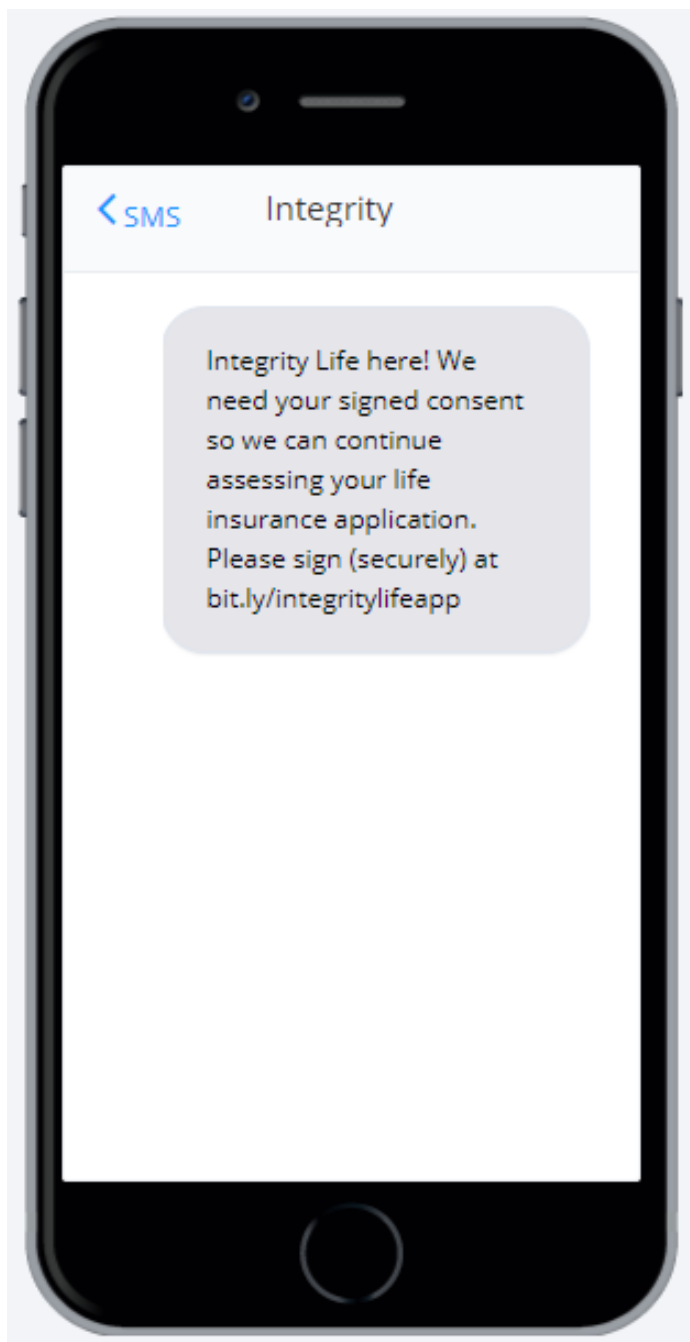 SMS
Integrity
Integrity Life here! We
need your signed consent
so we can continue
assessing your life
insurance application.
Please sign (securely) at
bit.ly/integritylifeapp